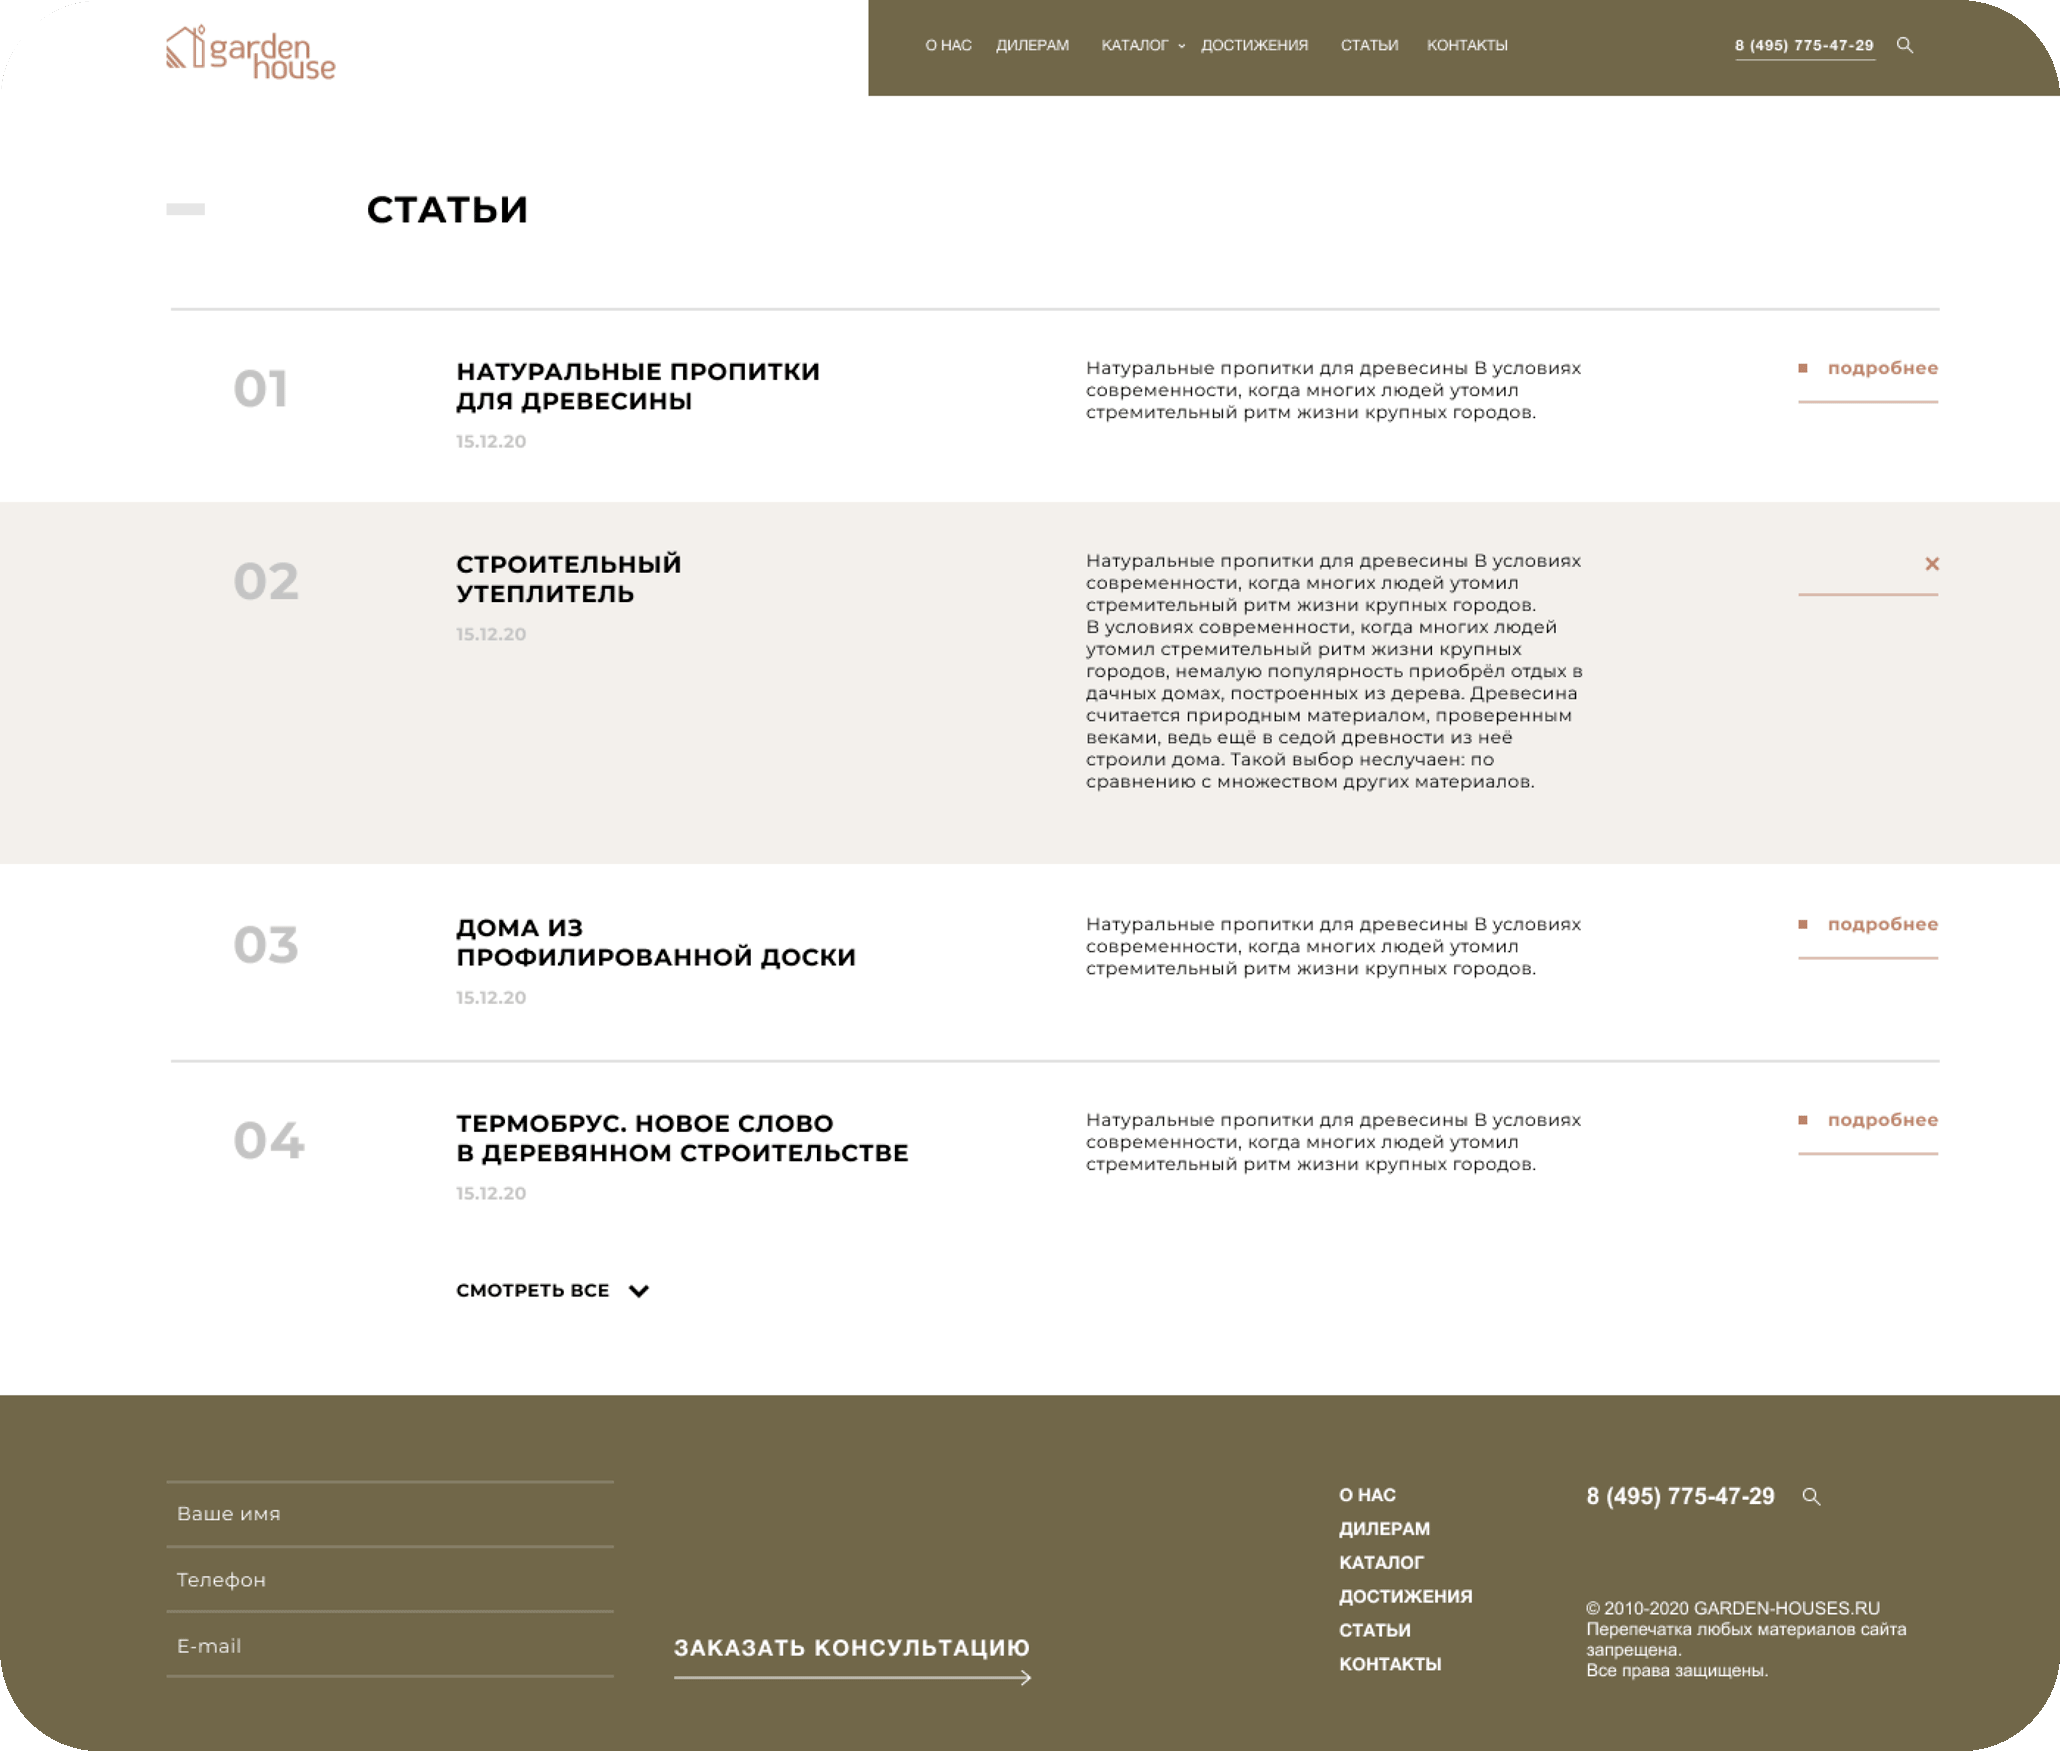 garden
house
О НАС ДИЛЕРАМ КАТАЛОГ ДОСТИЖЕНИЯ СТАТЬИ КОНТАКТЫ 8 (495) 775-47-29
СТАТЬИ
01
НАТУРАЛЬНЫЕ ПРОПИТКИ
ДЛЯ ДРЕВЕСИНЫ
15.12.20
Натуральные пропитки для древесины В условиях
современности, когда многих людей утомил
стремительный ритм жизни крупных городов.
подробнее
02
СТРОИТЕЛЬНЫЙ
УТЕПЛИТЕЛЬ
15.12.20
Натуральные пропитки для древесины В условиях
современности, когда многих людей утомил
стремительный ритм жизни крупных городов.
В условиях современности, когда многих людей
утомил стремительный ритм жизни крупных
городов, немалую популярность приобрёл отдых в
дачных домах, построенных из дерева. Древесина
считается природным материалом, проверенным
веками, ведь ещё в седой древности из неё
строили дома. Такой выбор неслучаен: по
сравнению с множеством других материалов.
03
ДОМА ИЗ
ПРОФИЛИРОВАННОЙ ДОСКИ
15.12.20
Натуральные пропитки для древесины В условиях
современности, когда многих людей утомил
стремительный ритм жизни крупных городов.
подробнее
04
ТЕРМОБРУС. НОВОЕ СЛОВО
В ДЕРЕВЯННОМ СТРОИТЕЛЬСТВЕ
15.12.20
Натуральные пропитки для древесины В условиях
современности, когда многих людей утомил
стремительный ритм жизни крупных городов.
подробнее
СМОТРЕТЬ ВСЕ
Ваше имя
Телефон
E-mail
ЗАКАЗАТЬ КОНСУЛЬТАЦИЮ
О НАС
ДИЛЕРАМ
КАТАЛОГ
ДОСТИЖЕНИЯ
СТАТЬИ
КОНТАКТЫ
8 (495) 775-47-29
© 2010-2020 GARDEN-HOUSES.RU
Перепечатка любых материалов сайта
запрещена.
Все права защищены.